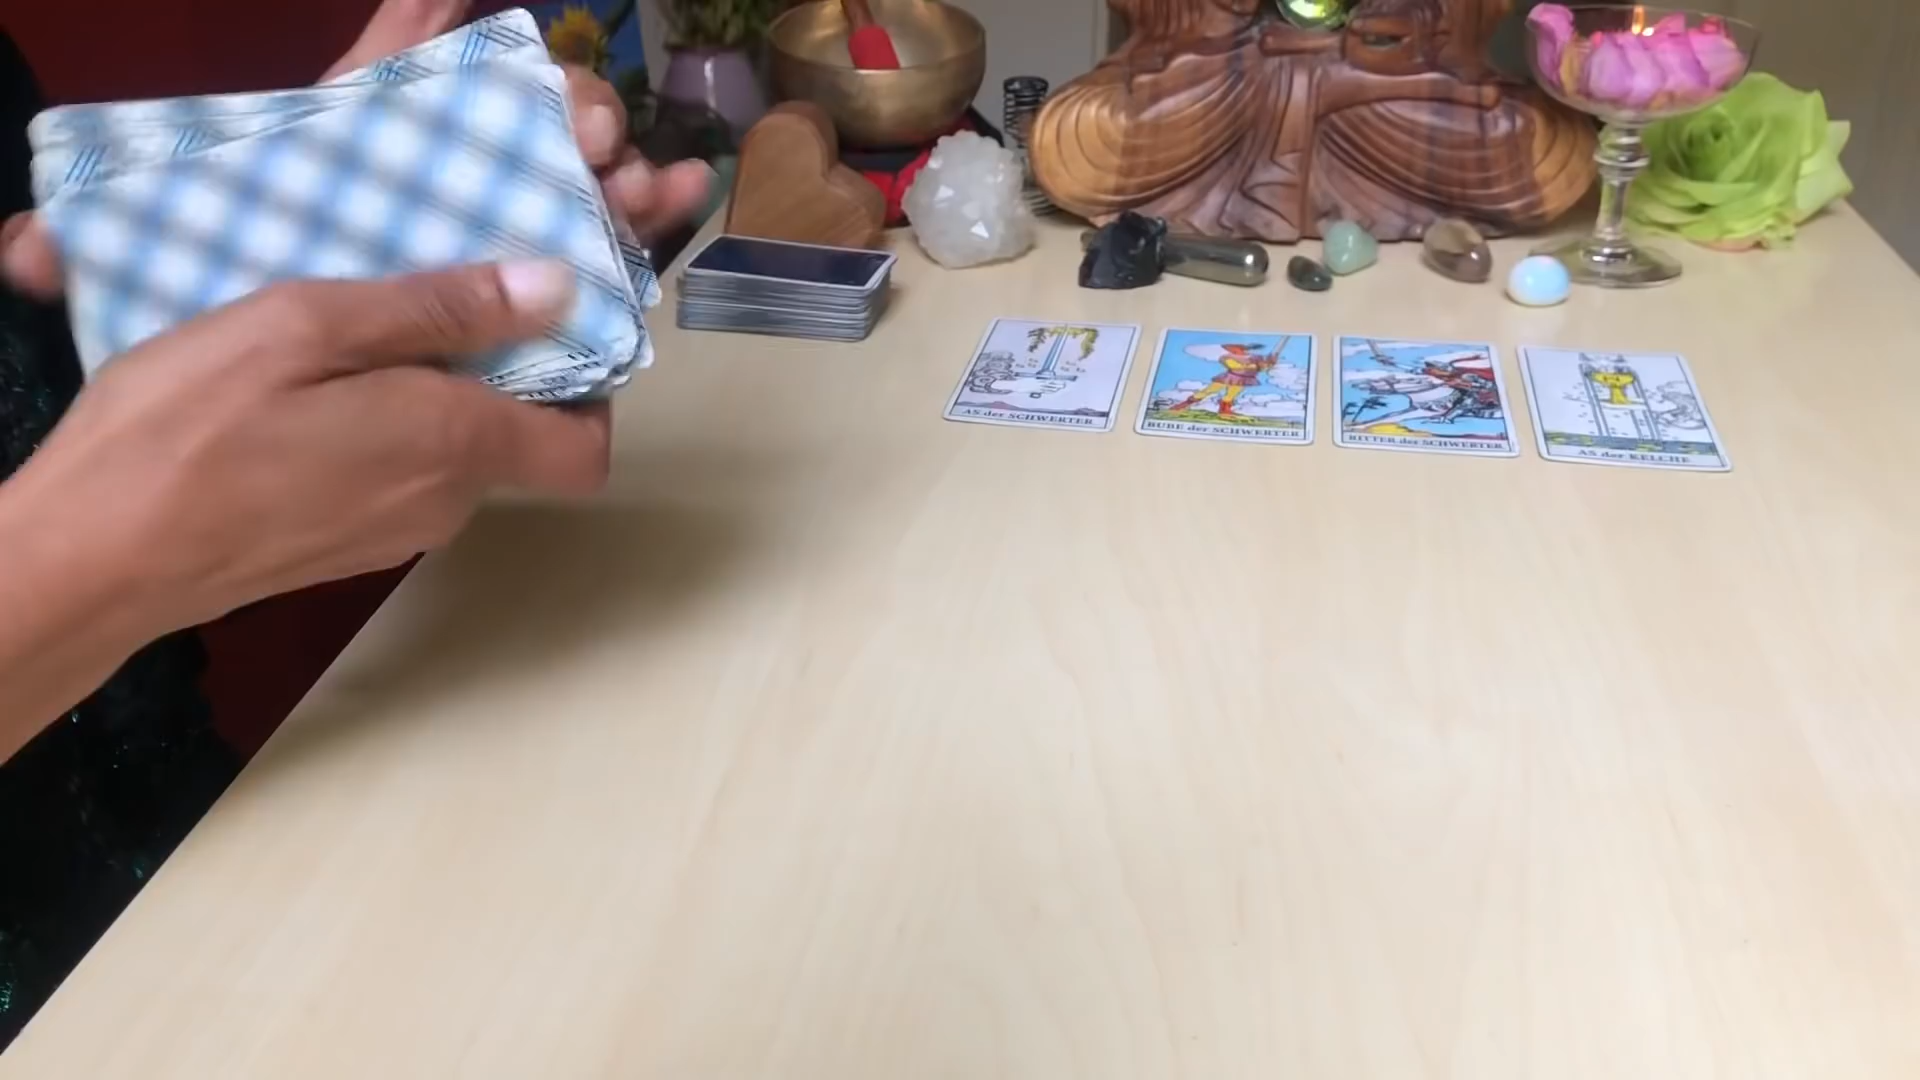 AS der SCHWERTER
BUBE der SCHWERTER
RITTER der SCHWERTER
AS der KELCHE